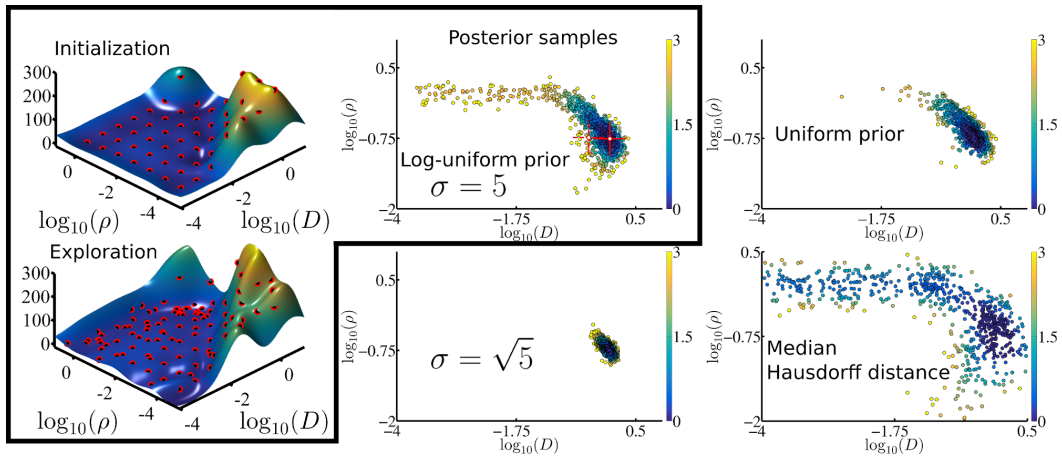 Initialization
300
200
100
0
0
-2
-4
-4
-2
0
log₁₀(ρ)
log₁₀(D)
Exploration
300
200
100
0
0
-2
-4
-4
-2
0
log₁₀(ρ)
log₁₀(D)
Posterior samples
0.5
−0.75
−2
−4
−1.75
0.5
log₁₀(ρ)
log₁₀(D)
3
1.5
0
Log-uniform prior
σ = 5
0.5
−0.75
−2
−4
−1.75
0.5
log₁₀(ρ)
log₁₀(D)
3
1.5
0
Uniform prior
0.5
−0.75
−2
−4
−1.75
0.5
log₁₀(ρ)
log₁₀(D)
3
1.5
0
σ = √5
0.5
−0.75
−2
−4
−1.75
0.5
log₁₀(ρ)
log₁₀(D)
3
1.5
0
Median
Hausdorff distance